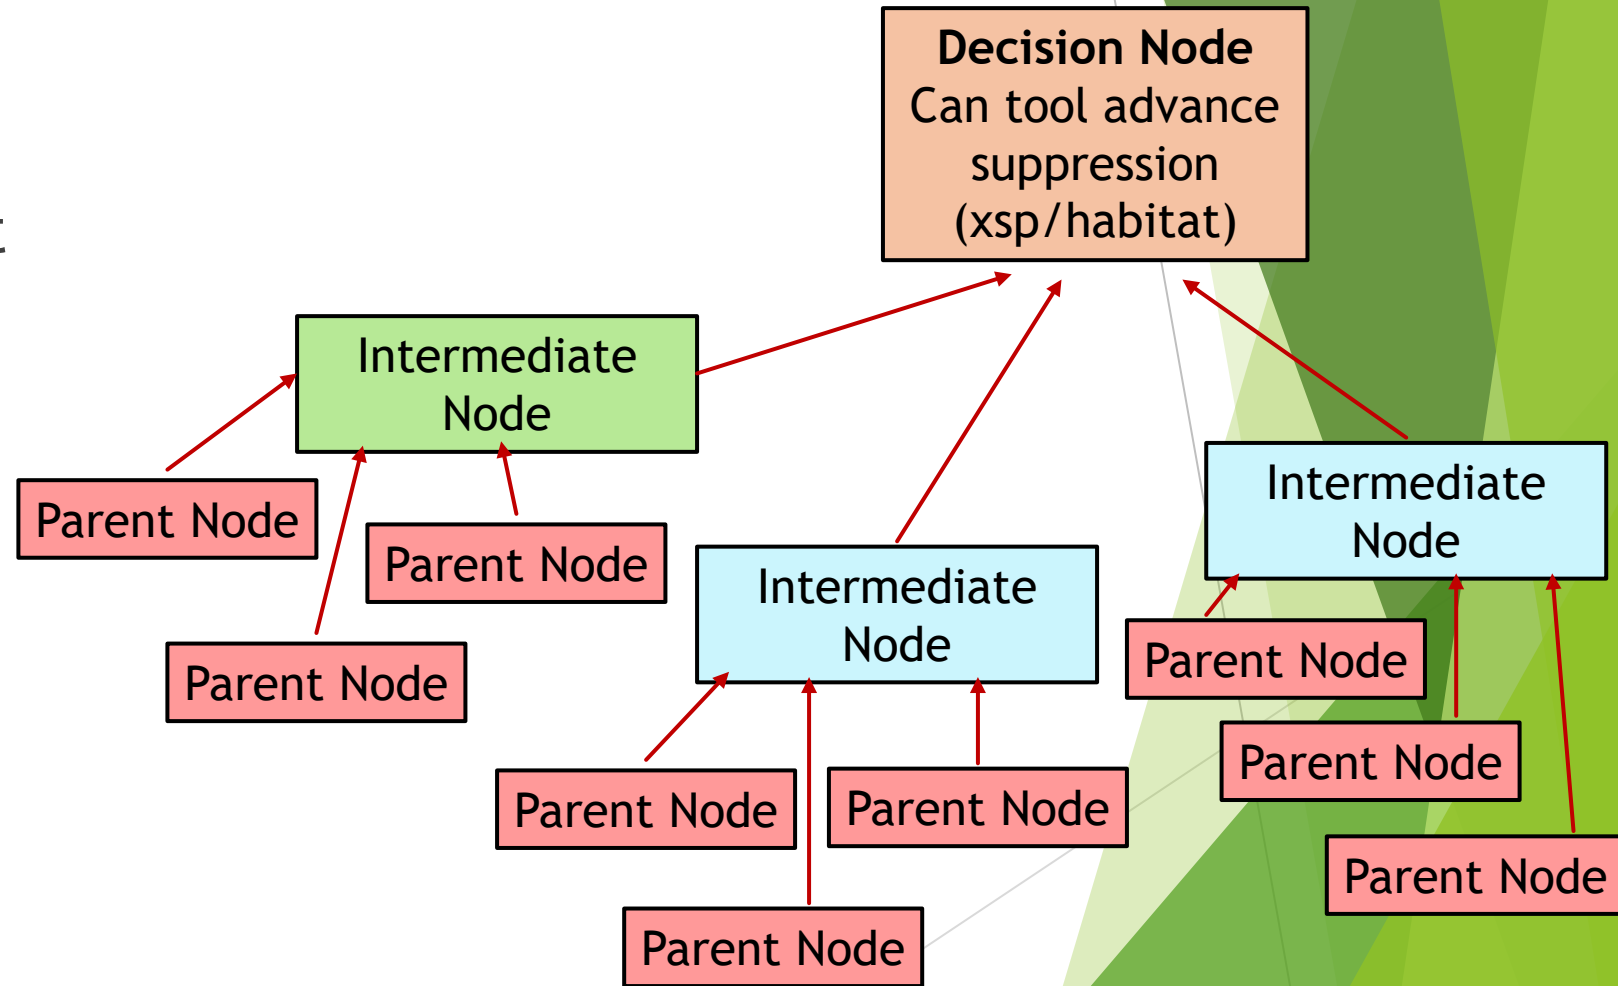 t
Decision Node
Can tool advance
suppression
(xsp/habitat)
Intermediate
Node
Parent Node
Parent Node
Parent Node
Intermediate
Node
Parent Node
Parent Node
Parent Node
Intermediate
Node
Parent Node
Parent Node
Parent Node